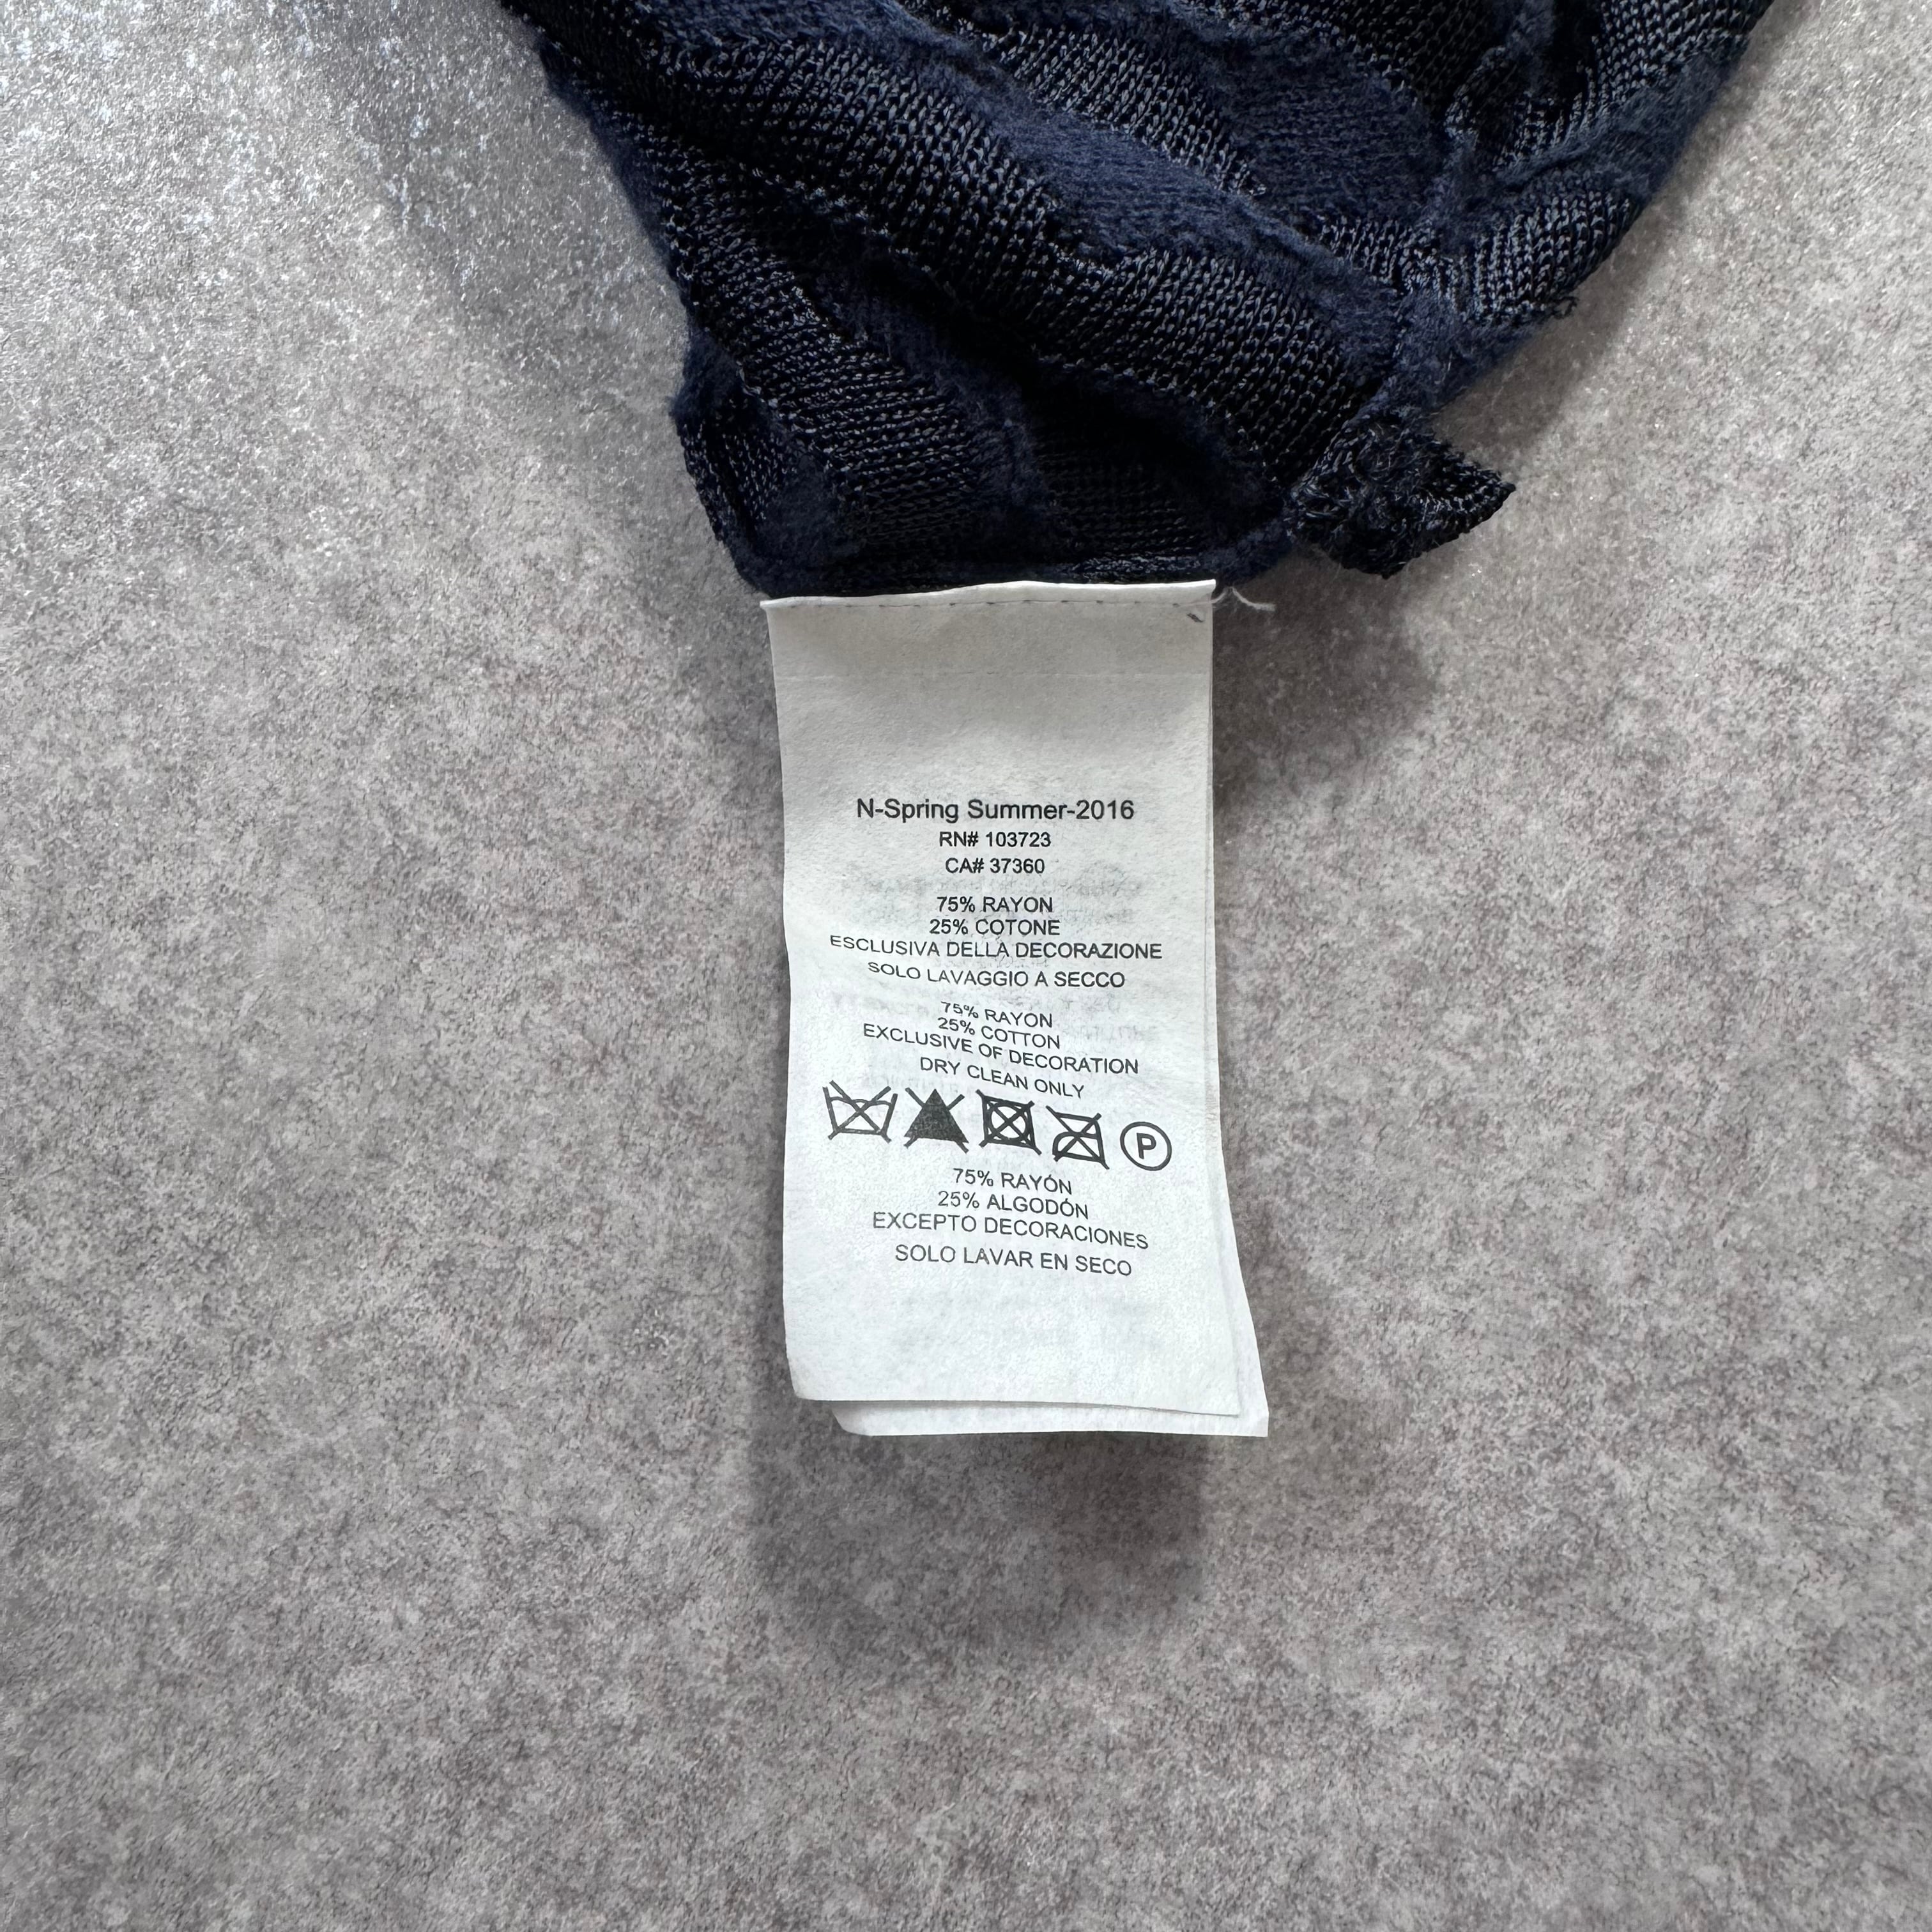 N-Spring Summer-2016
RN# 103723
CA# 37360
75% RAYON
25% COTONE
ESCLUSIVA DELLA DECORAZIONE
SOLO LAVAGGIO A SECCO
75% RAYON
25% COTTON
EXCLUSIVE OF DECORATION
DRY CLEAN ONLY
P
75% RAYÓN
25% ALGODÓN
EXCEPTO DECORACIONES
SOLO LAVAR EN SECO